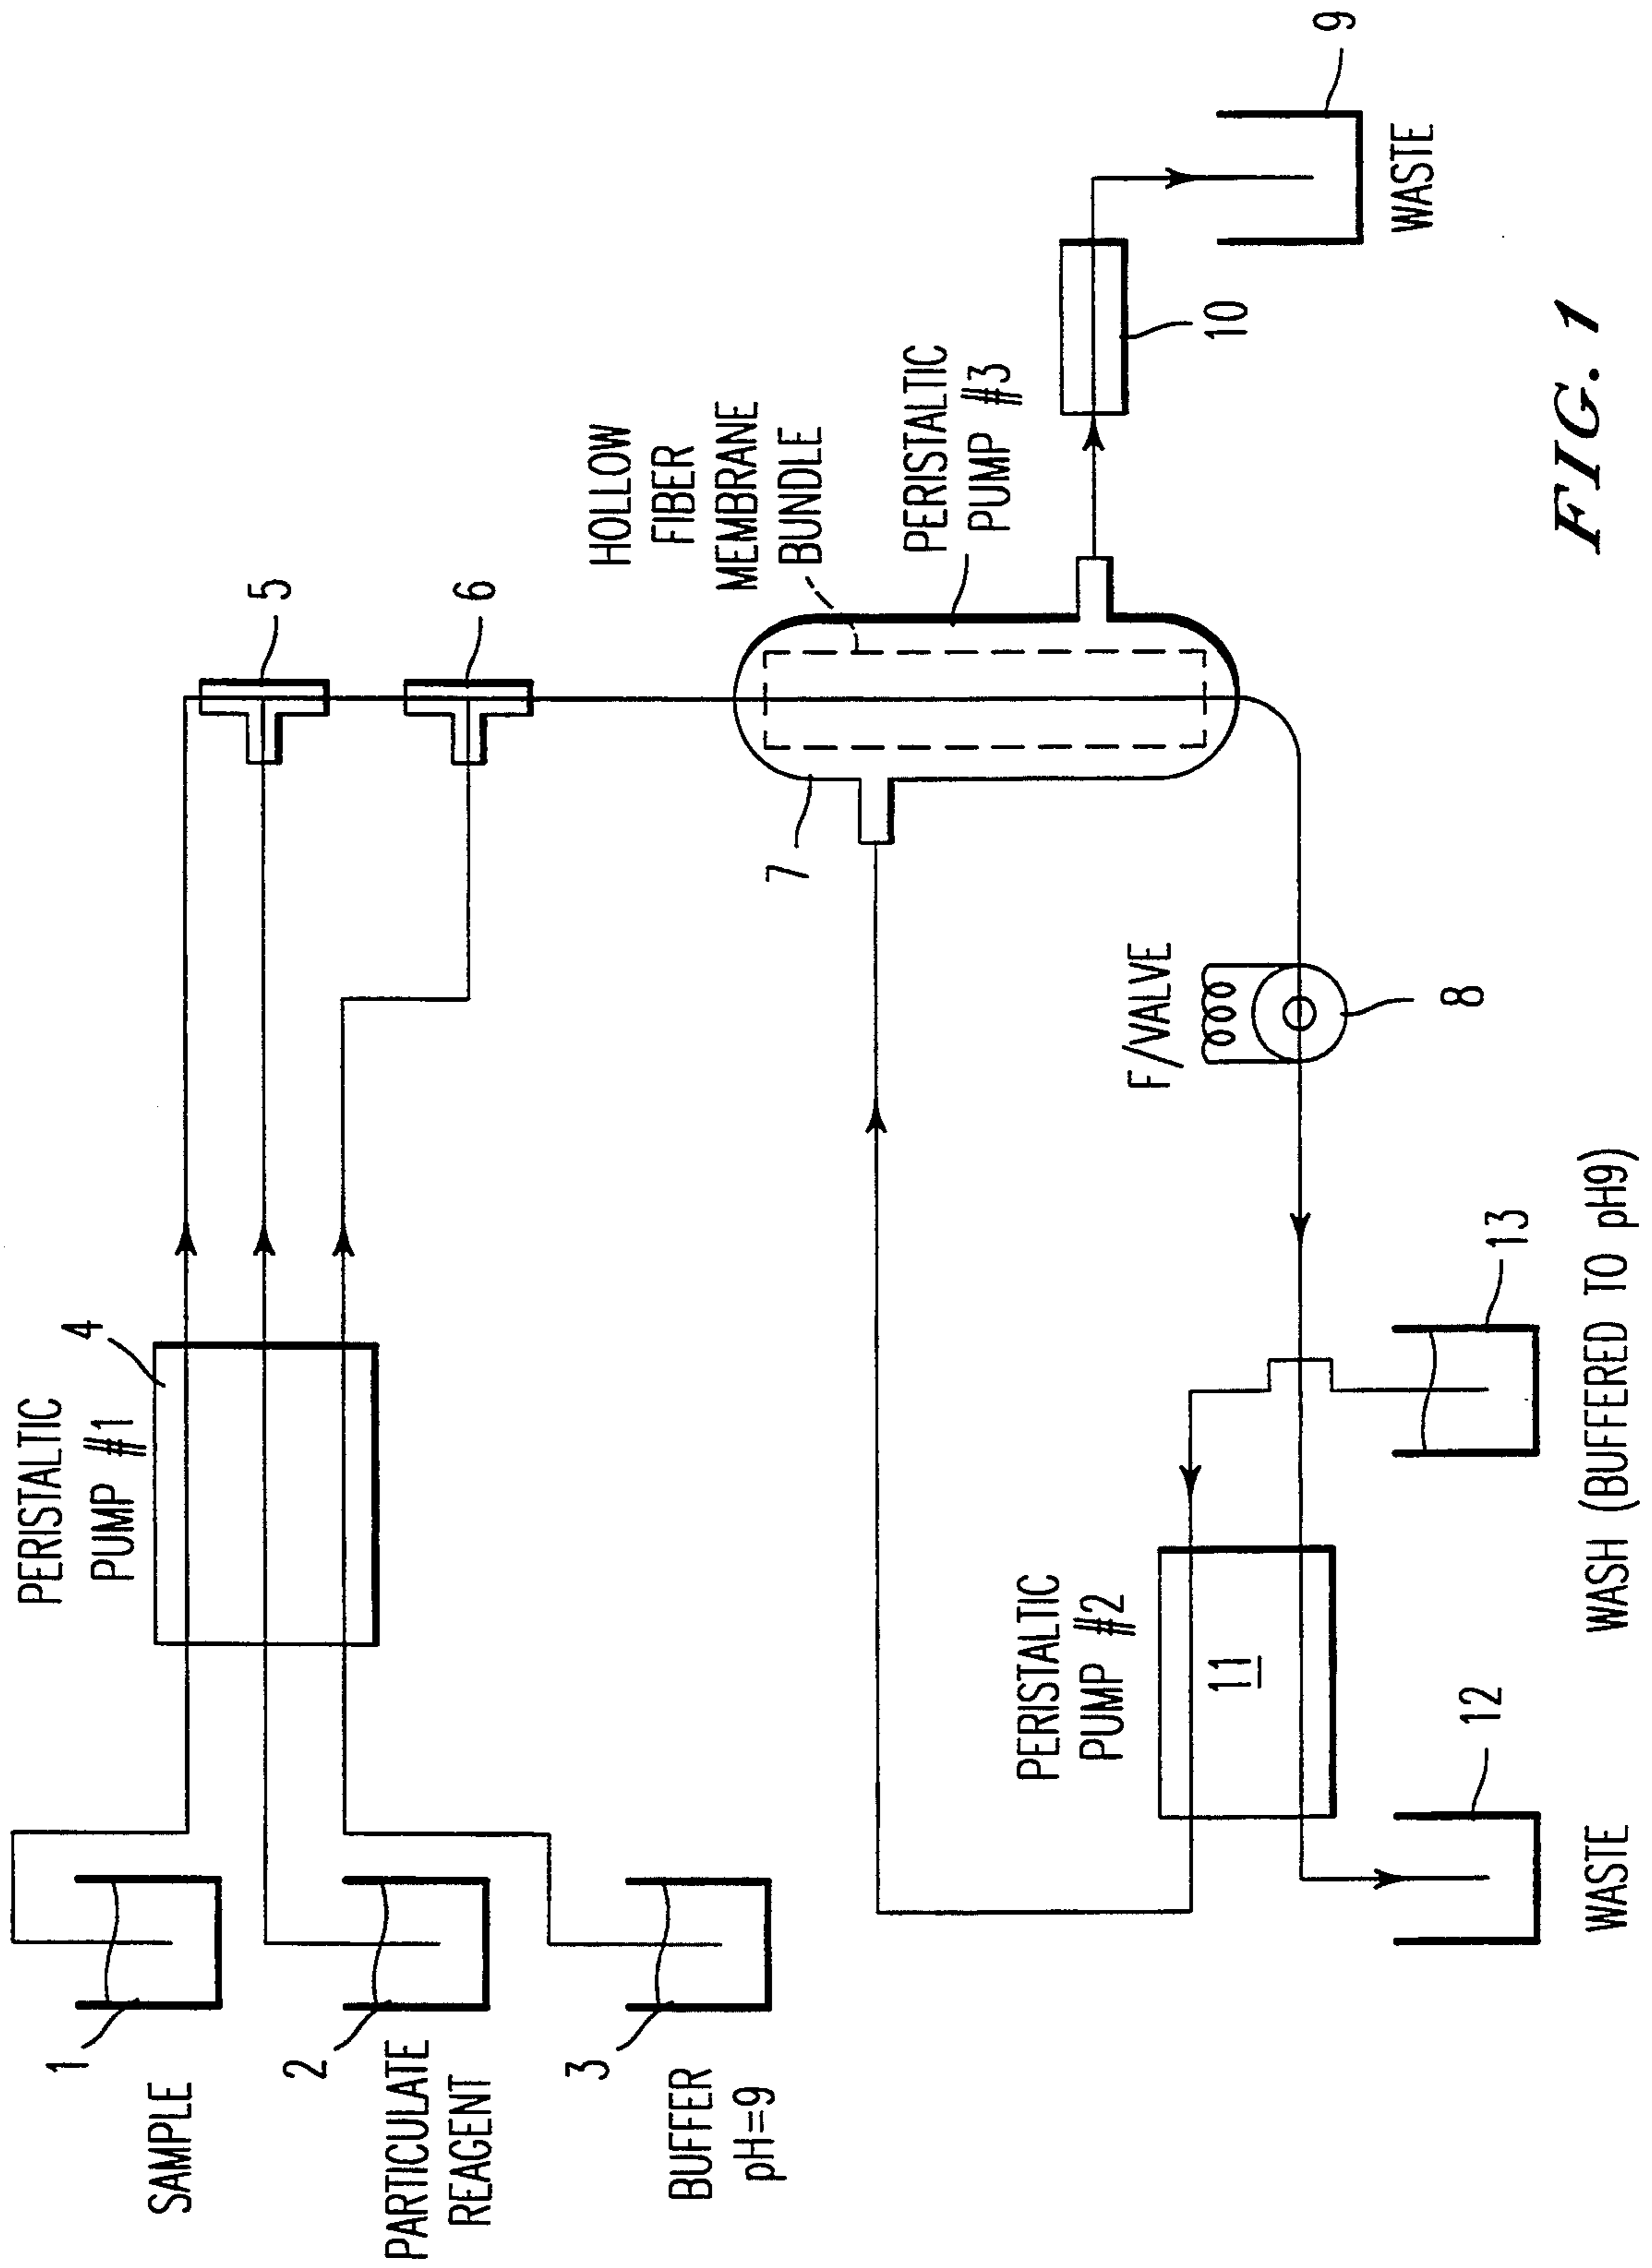 PERISTALTIC
PUMP #1
4
1
SAMPLE
2
PARTICULATE
REAGENT
3
BUFFER
pH=9
5
6
HOLLOW
FIBER
MEMBRANE
BUNDLE
7
PERISTALTIC
PUMP #3
10
9
WASTE
F/VALVE
8
PERISTALTIC
PUMP #2
11
12
WASTE
13
WASH (BUFFERED TO pH9)
FIG. 1